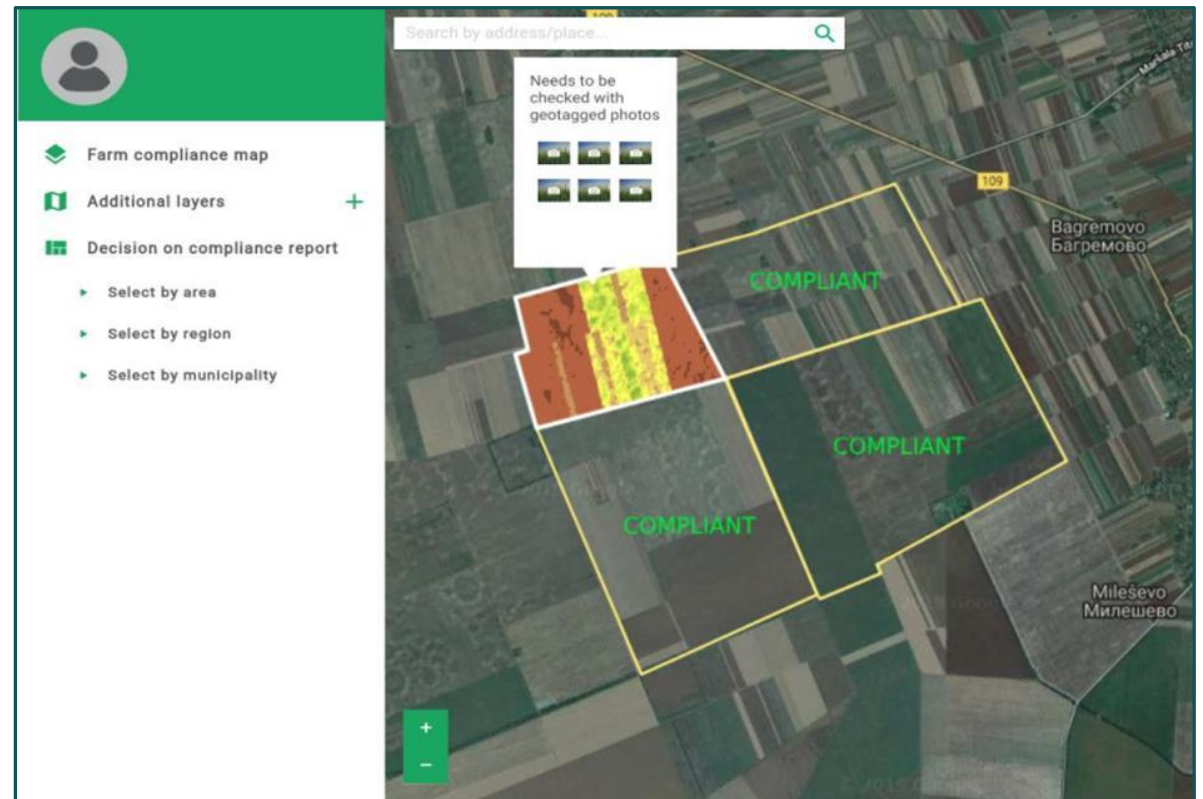 Farm compliance map
Additional layers
+
Decision on compliance report
Select by area
Select by region
Select by municipality
Search by address/place...
109
Needs to be
checked with
geotagged photos
Maršala Tit
109
Bagremovo
Багремово
COMPLIANT
COMPLIANT
COMPLIANT
Mileševo
Милешево
+
−